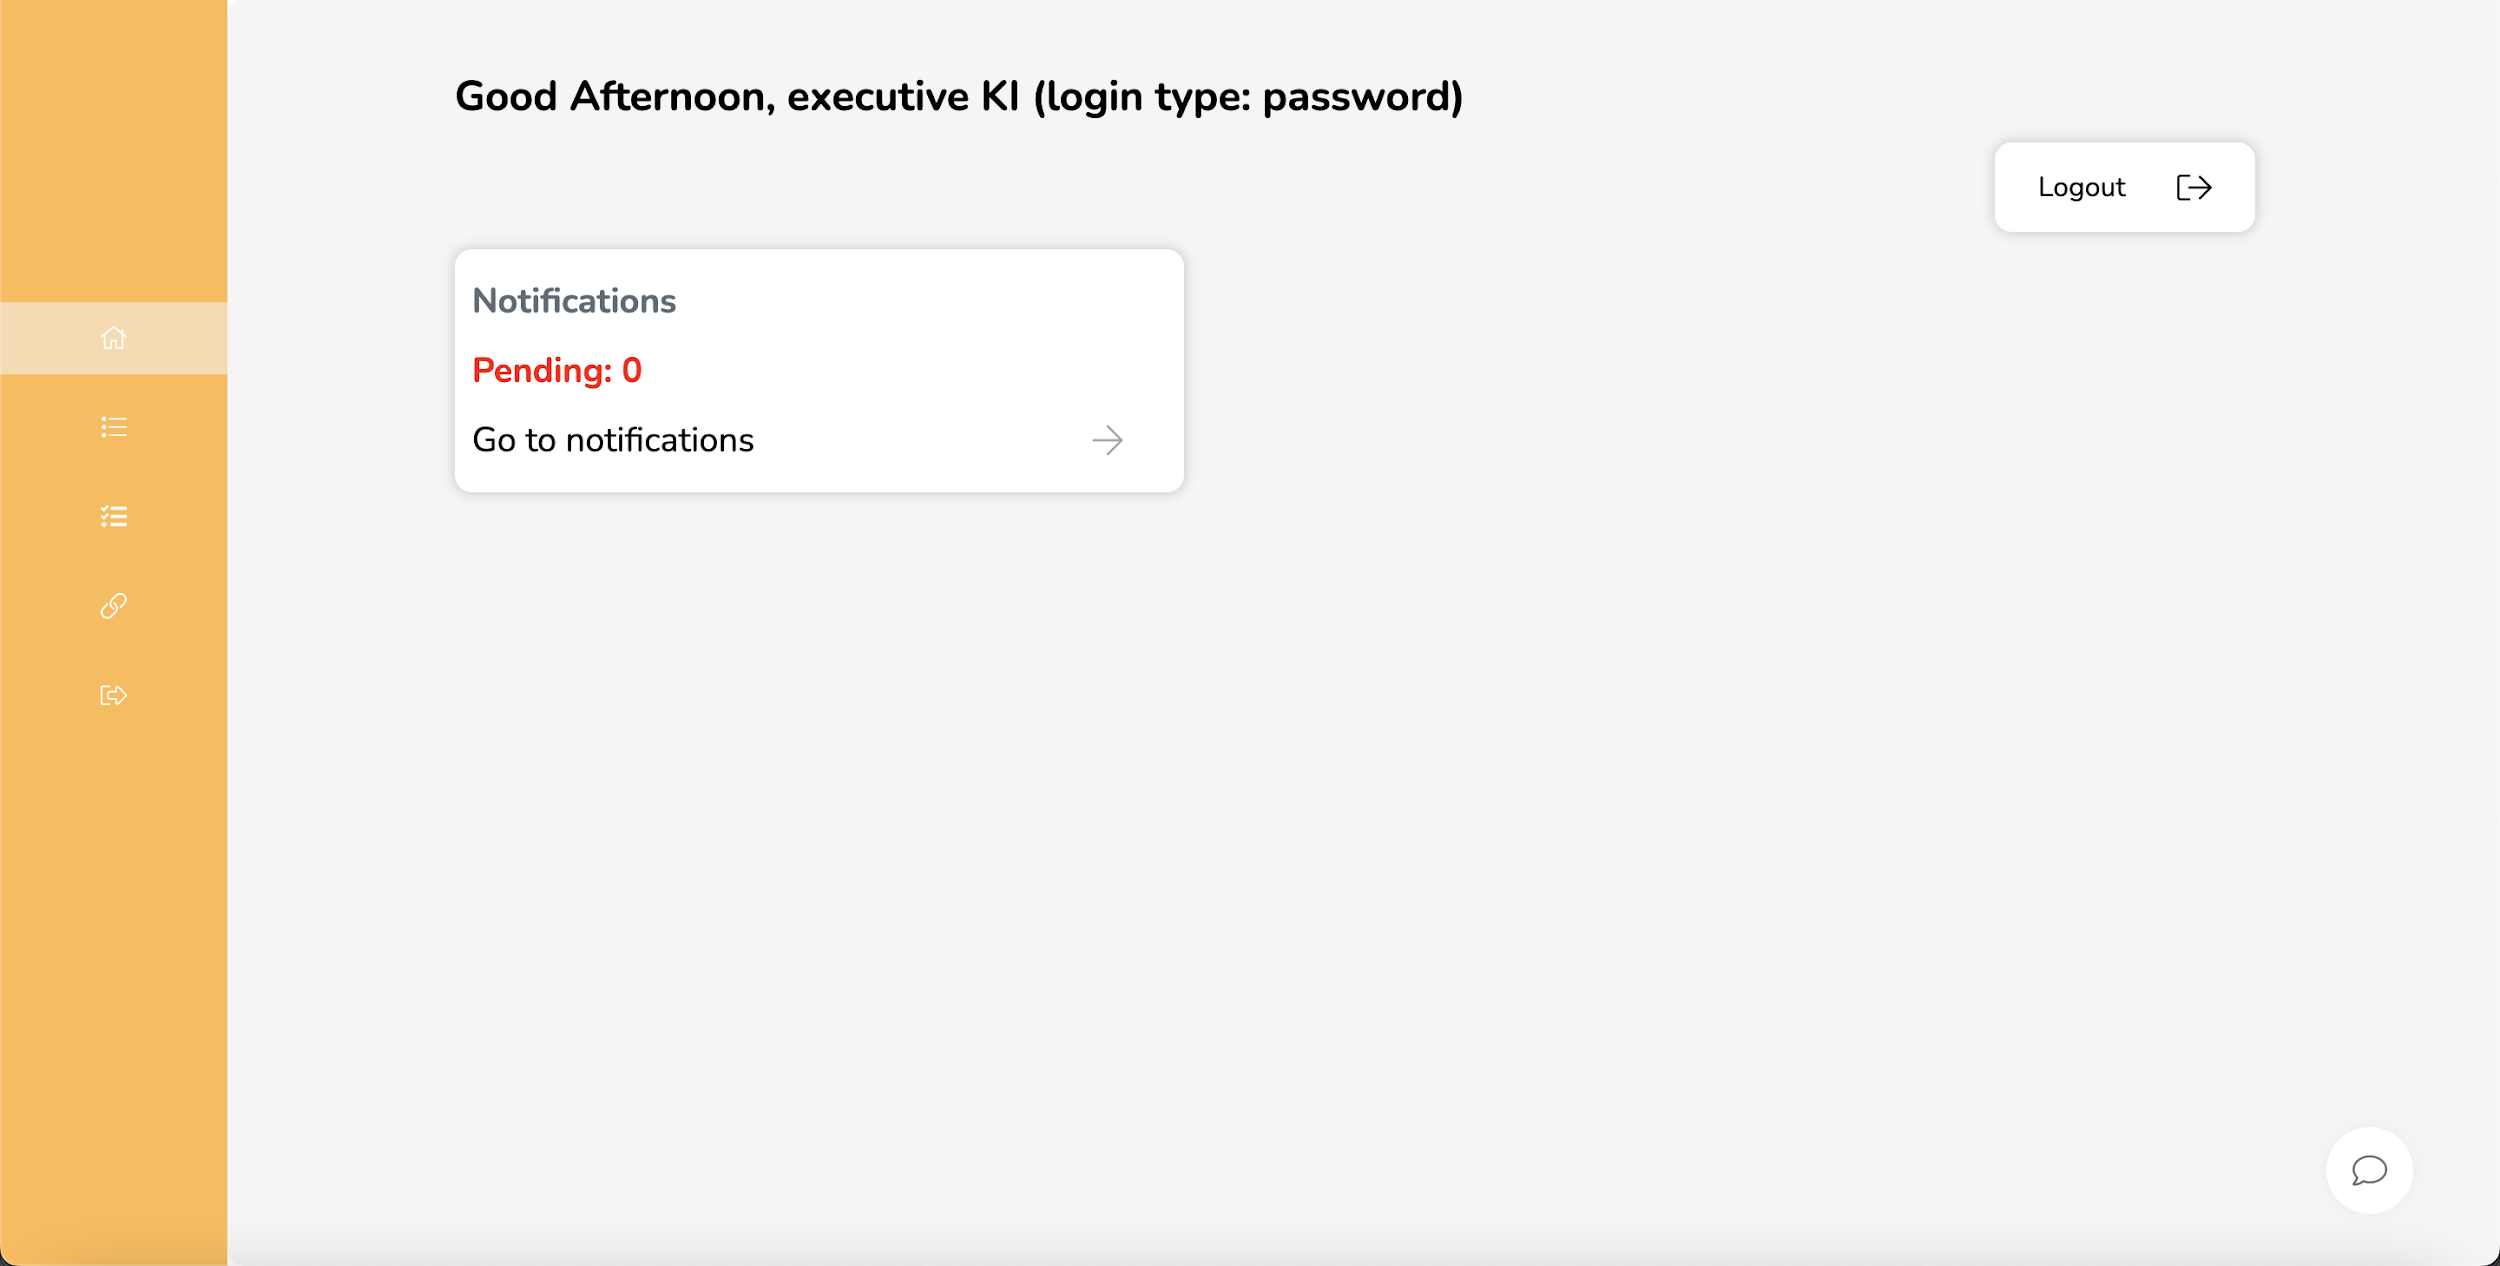 Good Afternoon, executive KI (login type: password)
Logout
Notifications
Pending: 0
Go to notifications